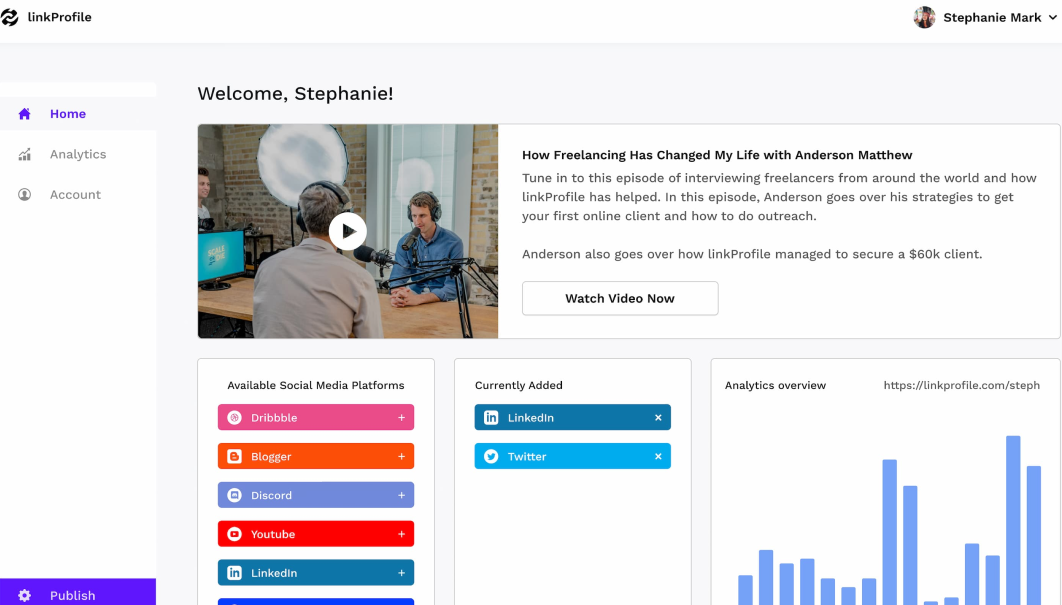 linkProfile
Stephanie Mark
Home
Analytics
Account
Publish
Welcome, Stephanie!
How Freelancing Has Changed My Life with Anderson Matthew
Tune in to this episode of interviewing freelancers from around the world and how
linkProfile has helped. In this episode, Anderson goes over his strategies to get
your first online client and how to do outreach.
Anderson also goes over how linkProfile managed to secure a $60k client.
Watch Video Now
Available Social Media Platforms
Dribbble +
Blogger +
Discord +
Youtube +
LinkedIn +
Currently Added
LinkedIn ×
Twitter ×
Analytics overview
https://linkprofile.com/steph